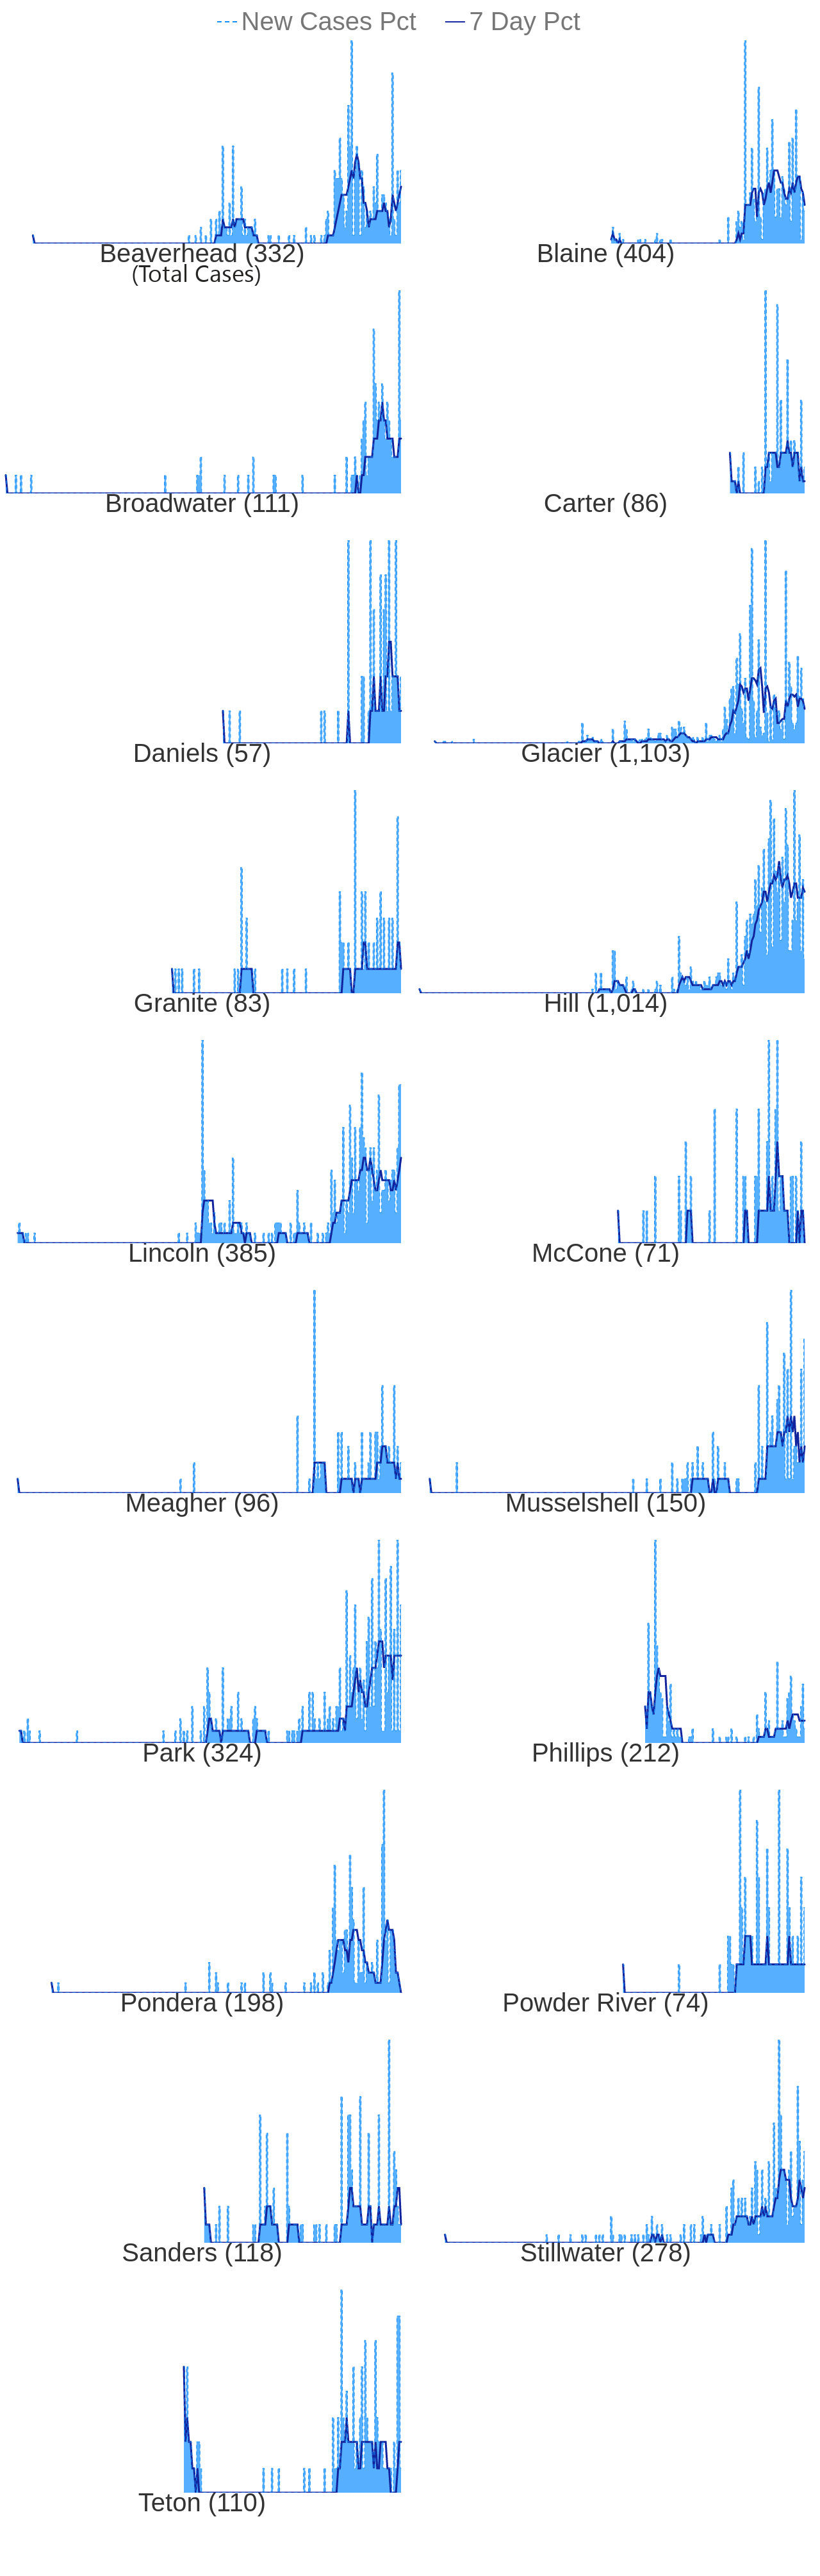 New Cases Pct 7 Day Pct
Beaverhead (332) Blaine (404)
(Total Cases)
Broadwater (111) Carter (86)
Daniels (57) Glacier (1,103)
Granite (83) Hill (1,014)
Lincoln (385) McCone (71)
Meagher (96) Musselshell (150)
Park (324) Phillips (212)
Pondera (198) Powder River (74)
Sanders (118) Stillwater (278)
Teton (110)